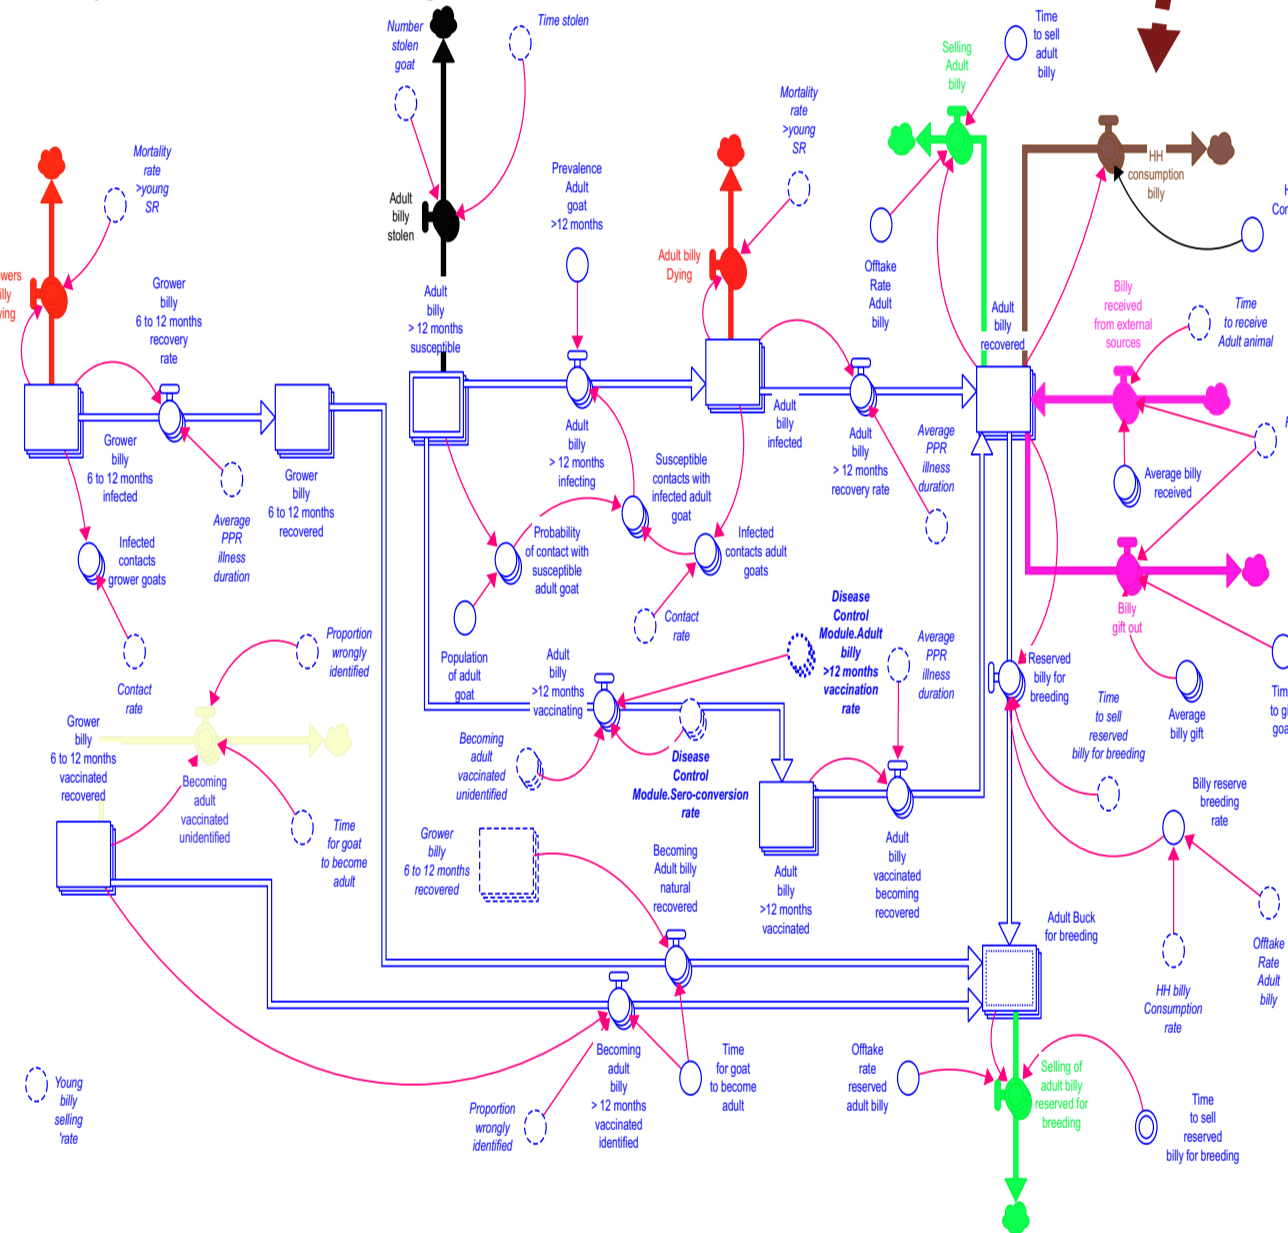 Number
stolen
goat
Time stolen
Time
to sell
adult
billy
Selling
Adult
billy
Mortality
rate
>young
SR
Mortality
rate
>young
SR
Prevalence
Adult
goat
>12 months
HH
consumption
billy
Adult
billy
stolen
Adult billy
Dying
Offtake
Rate
Adult
billy
Grower
billy
6 to 12 months
recovery
rate
Adult
billy
> 12 months
susceptible
Adult
billy
recovered
Billy
received
from external
sources
Time
to receive
Adult animal
Grower
billy
6 to 12 months
infected
Grower
billy
6 to 12 months
recovered
Average
PPR
illness
duration
Infected
contacts
grower goats
Contact
rate
Adult
billy
> 12 months
infecting
Susceptible
contacts with
infected adult
goat
Adult
billy
infected
Adult
billy
> 12 months
recovery rate
Average
PPR
illness
duration
Average billy
received
Probability
of contact with
susceptible
adult goat
Infected
contacts adult
goats
Contact
rate
Population
of adult
goat
Disease
Control
Module.Adult
billy
>12 months
vaccination
rate
Average
PPR
illness
duration
Billy
gift out
Reserved
billy for
breeding
Average
billy gift
Time
to sell
reserved
billy for breeding
Proportion
wrongly
identified
Adult
billy
>12 months
vaccinating
Becoming
adult
vaccinated
unidentified
Disease
Control
Module.Sero-conversion
rate
Grower
billy
6 to 12 months
vaccinated
recovered
Becoming
adult
vaccinated
unidentified
Time
for goat
to become
adult
Grower
billy
6 to 12 months
recovered
Becoming
Adult billy
natural
recovered
Adult
billy
>12 months
vaccinated
Adult
billy
vaccinated
becoming
recovered
Billy reserve
breeding
rate
Adult Buck
for breeding
HH billy
Consumption
rate
Offtake
Rate
Adult
billy
Young
billy
selling
'rate
Proportion
wrongly
identified
Becoming
adult
billy
> 12 months
vaccinated
identified
Time
for goat
to become
adult
Offtake
rate
reserved
adult billy
Selling of
adult billy
reserved for
breeding
Time
to sell
reserved
billy for breeding